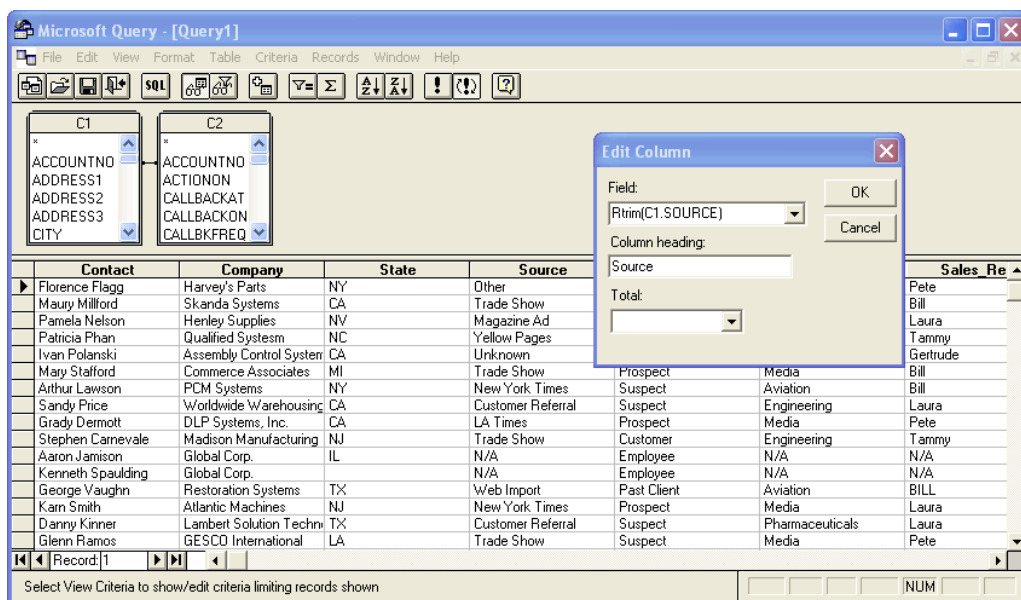 Microsoft Query - [Query1]
File Edit View Format Table Criteria Records Window Help
SQL
C1
*
ACCOUNTNO
ADDRESS1
ADDRESS2
ADDRESS3
CITY
C2
*
ACCOUNTNO
ACTIONON
CALLBACKAT
CALLBACKON
CALLBKFREQ
Edit Column
Field:
Rtrim(C1.SOURCE)
OK
Cancel
Column heading:
Source
Total:
Contact Company State Source Sales_Re
Florence Flagg Harvey's Parts NY Other Pete
Maury Millford Skanda Systems CA Trade Show Bill
Pamela Nelson Henley Supplies NV Magazine Ad Laura
Patricia Phan Qualified Systesm NC Yellow Pages Tammy
Ivan Polanski Assembly Control System CA Unknown Gertrude
Mary Stafford Commerce Associates MI Trade Show Prospect Media Bill
Arthur Lawson PCM Systems NY New York Times Suspect Aviation Bill
Sandy Price Worldwide Warehousing CA Customer Referral Suspect Engineering Laura
Grady Dermott DLP Systems, Inc. CA LA Times Prospect Media Pete
Stephen Carnevale Madison Manufacturing NJ Trade Show Customer Engineering Tammy
Aaron Jamison Global Corp. IL N/A Employee N/A N/A
Kenneth Spaulding Global Corp. N/A Employee N/A N/A
George Vaughn Restoration Systems TX Web Import Past Client Aviation BILL
Karn Smith Atlantic Machines NJ New York Times Prospect Media Laura
Danny Kinner Lambert Solution Techn TX Customer Referral Suspect Pharmaceuticals Laura
Glenn Ramos GESCO International LA Trade Show Suspect Media Pete
Record: 1
Select View Criteria to show/edit criteria limiting records shown NUM